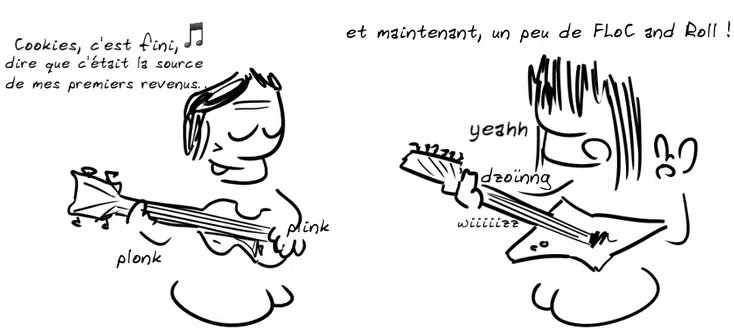 Cookies, c'est fini,
dire que c'était la source
de mes premiers revenus..
plink
plonk
et maintenant, un peu de FLoC and Roll !
yeahh
dzoïnng
wiiiiizz